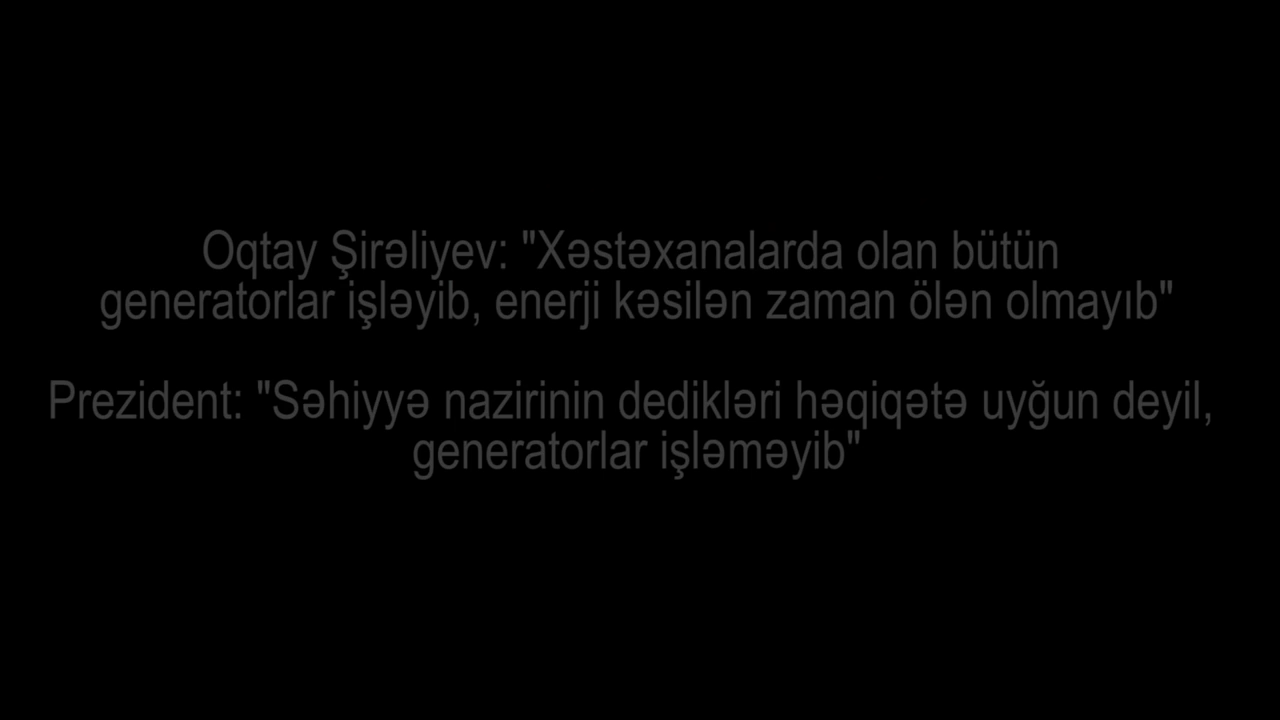 Oqtay Şirəliyev: "Xəstəxanalarda olan bütün
generatorlar işləyib, enerji kəsilən zaman ölən olmayıb"
Prezident: "Səhiyyə nazirinin dedikləri həqiqətə uyğun deyil,
generatorlar işləməyib"